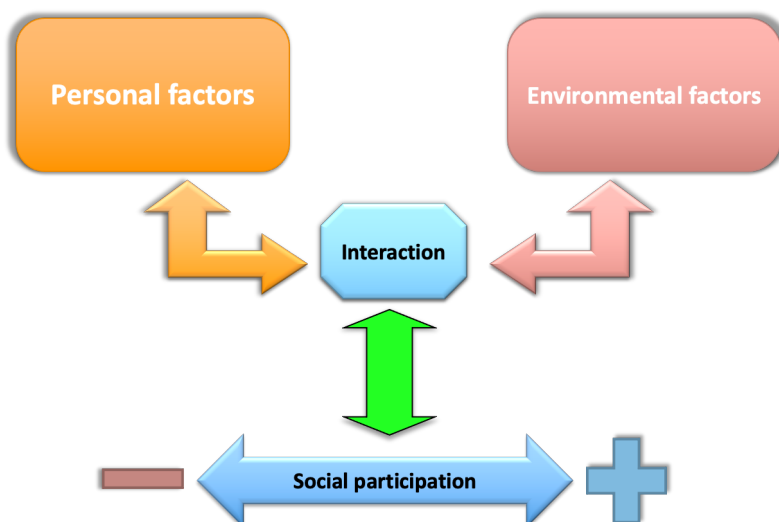 Personal factors
Environmental factors
Interaction
Social participation